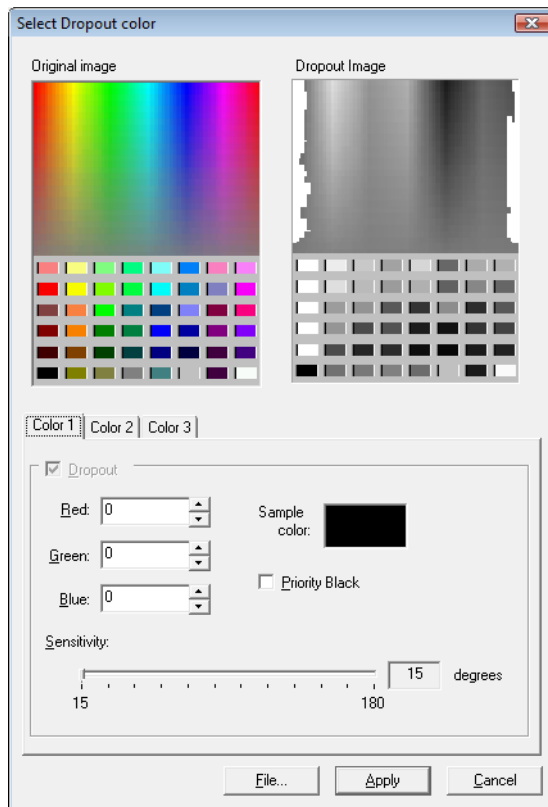 Select Dropout color
Original image
Dropout Image
Color 1
Color 2
Color 3
Dropout
Red: 0
Sample color:
Green: 0
Priority Black
Blue: 0
Sensitivity:
15 degrees
15
180
File...
Apply
Cancel